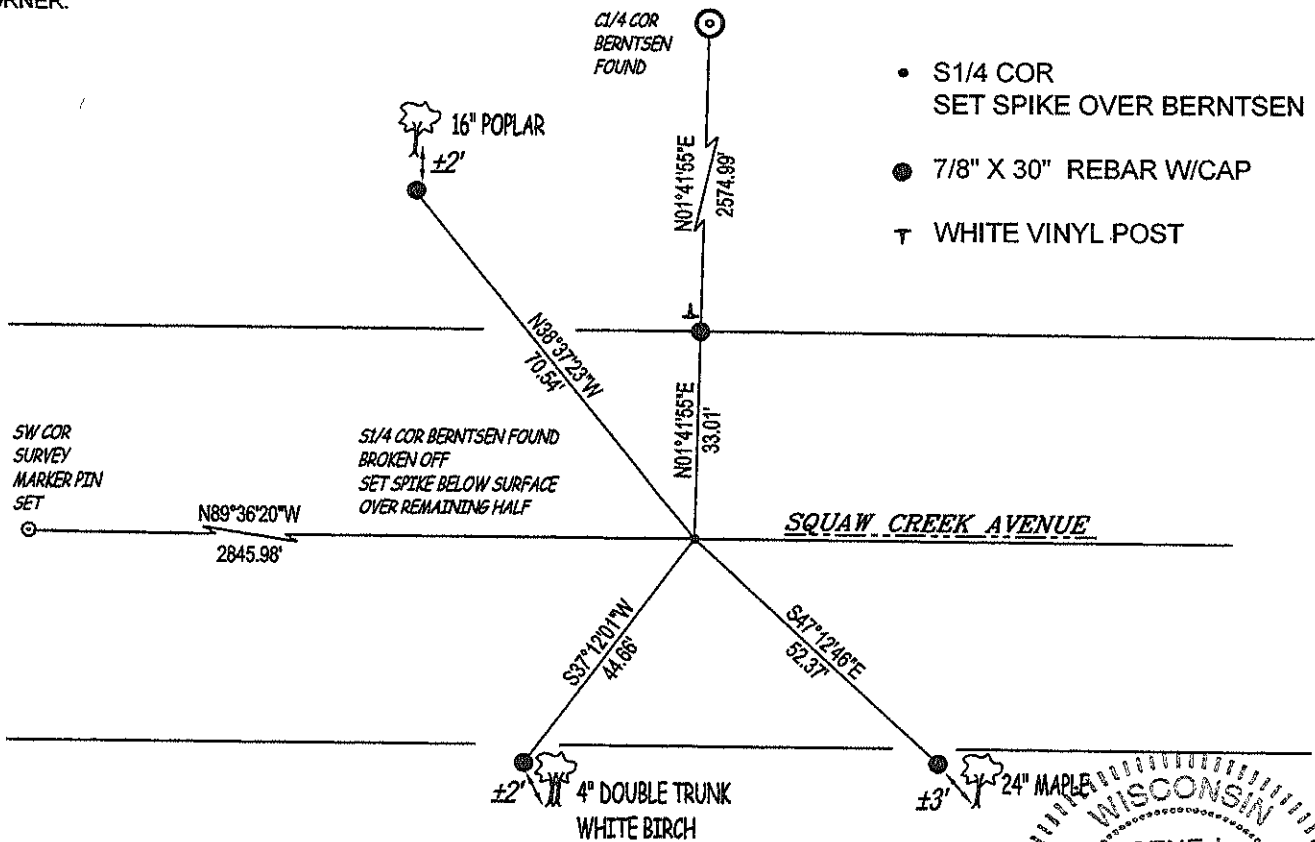 ORNER.
C1/4 COR
BERNTSEN
FOUND
S1/4 COR
SET SPIKE OVER BERNTSEN
7/8" X 30" REBAR W/CAP
WHITE VINYL POST
16" POPLAR
±2'
N01°41'55"E
2574.99'
N38°37'23"W
70.54'
N01°41'55"E
33.01'
SW COR
SURVEY
MARKER PIN
SET
S1/4 COR BERNTSEN FOUND
BROKEN OFF
SET SPIKE BELOW SURFACE
OVER REMAINING HALF
N89°36'20"W
2845.98'
SQUAW CREEK AVENUE
S37°12'01"W
44.66'
S47°12'46"E
52.37'
±2'
4" DOUBLE TRUNK
WHITE BIRCH
±3'
24" MAPLE
WISCONSIN